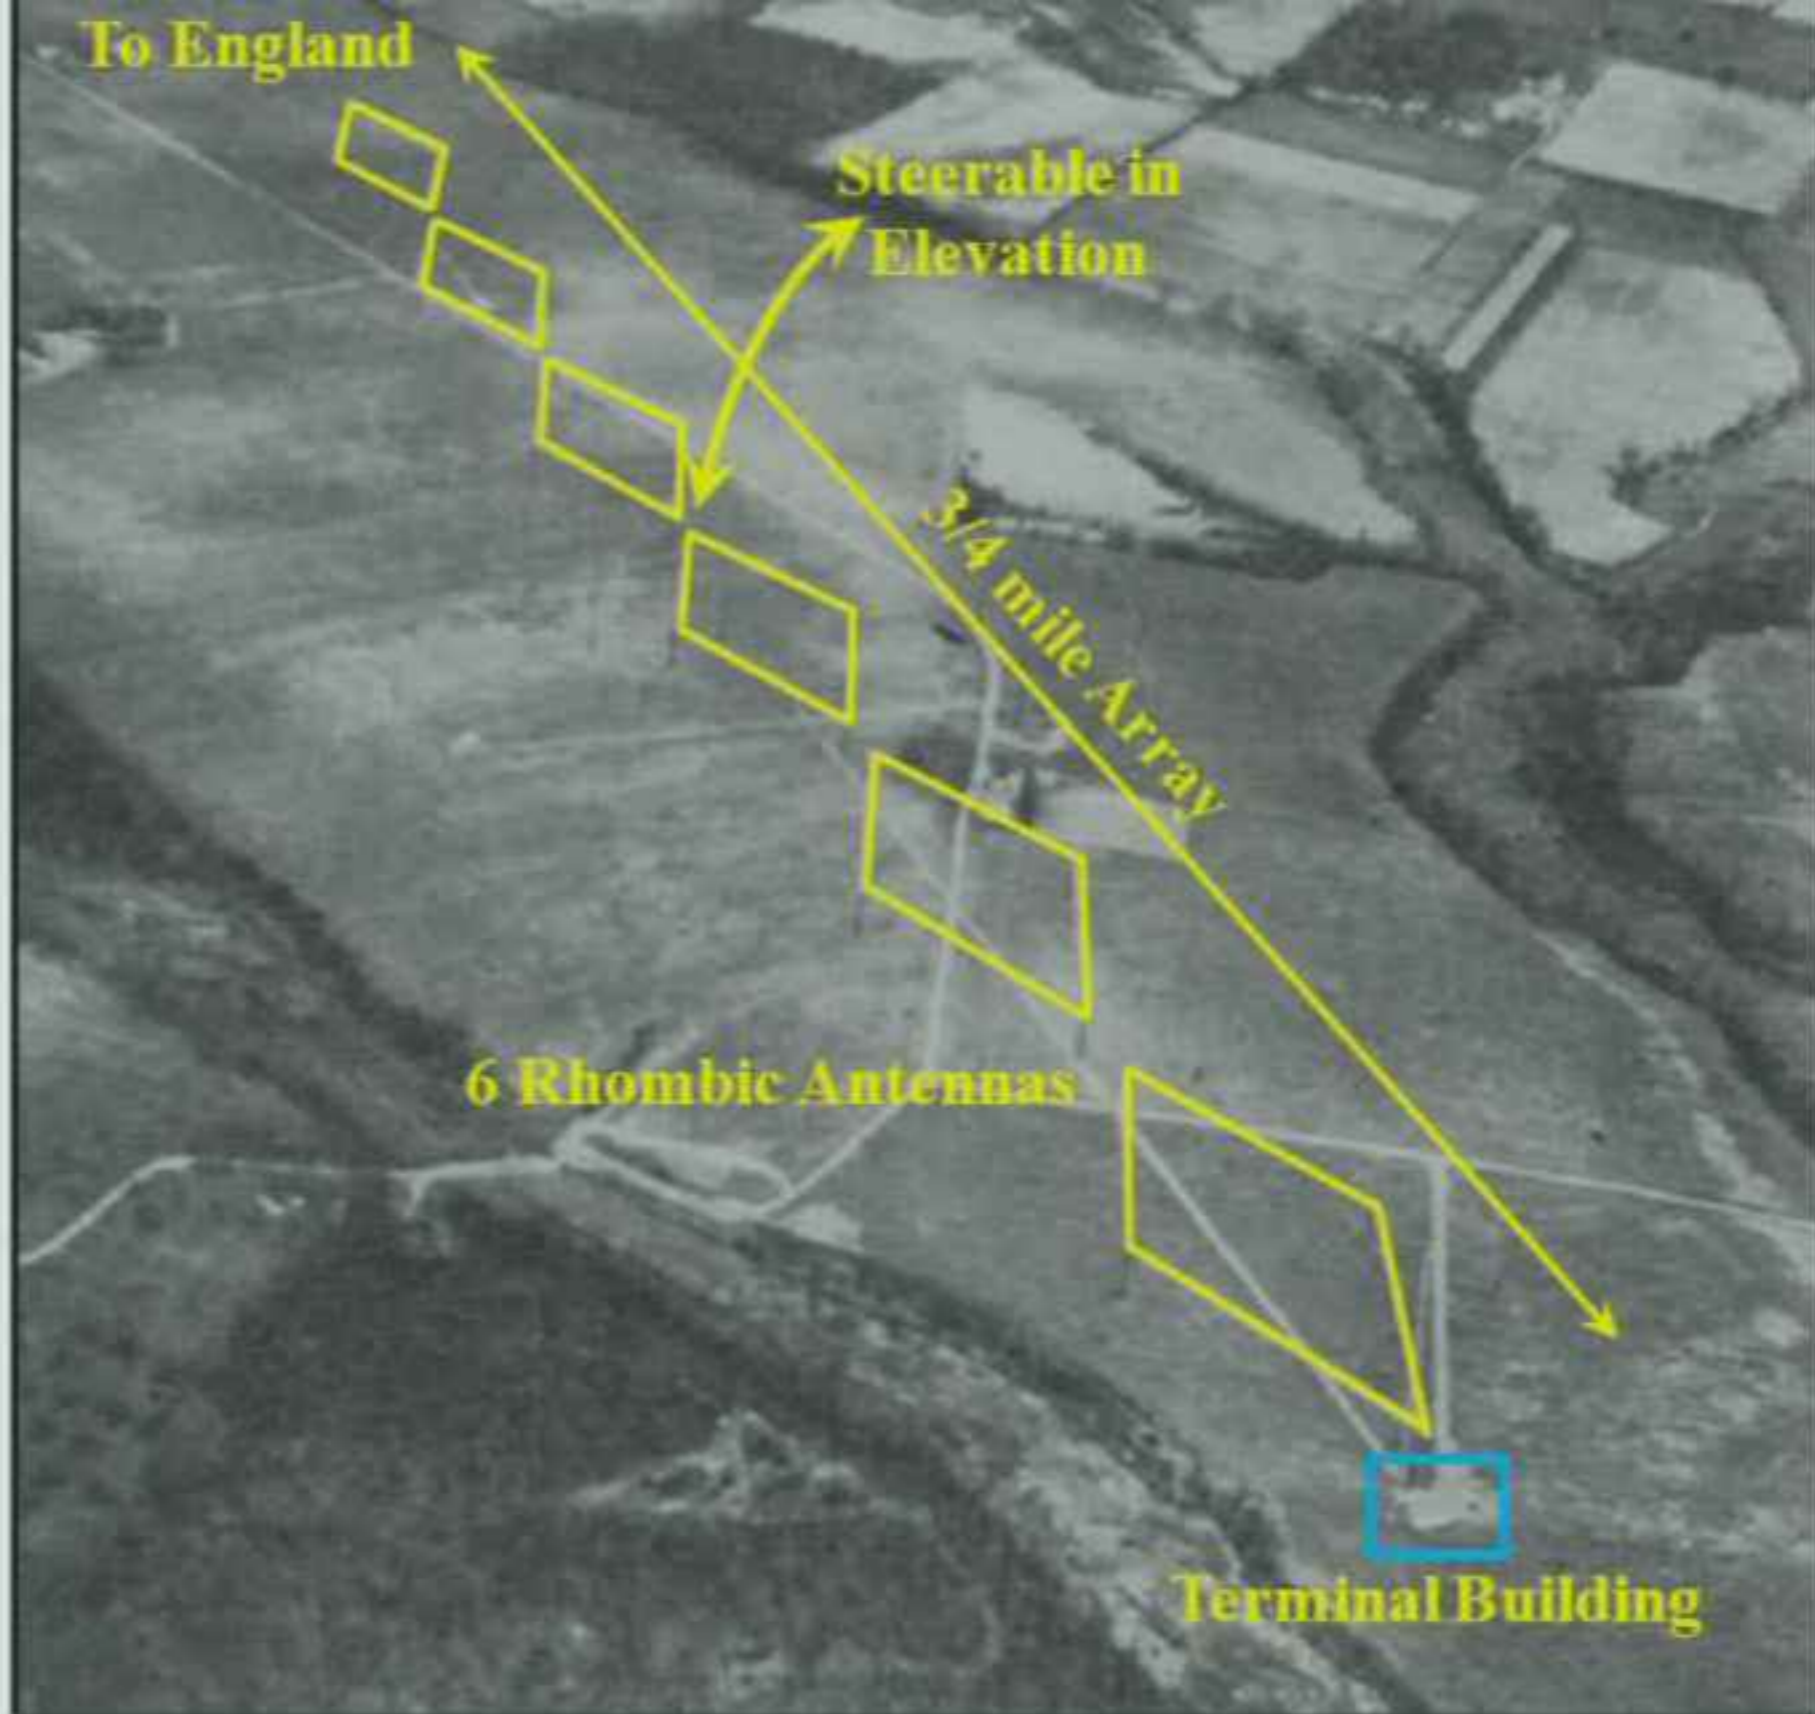 To England
Steerable in
Elevation
3/4 mile Array
6 Rhombic Antennas
Terminal Building